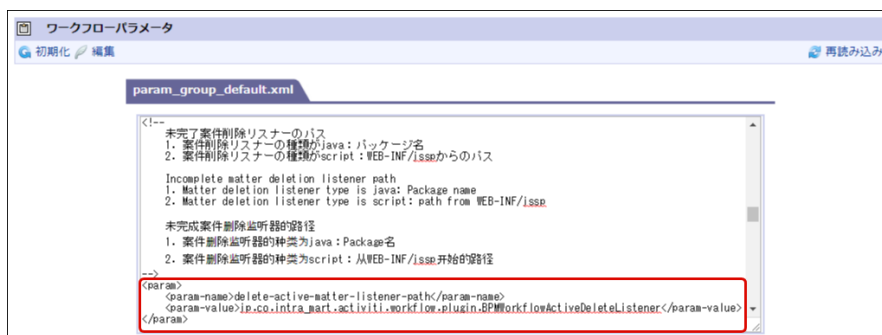 ワークフローパラメータ
初期化 編集 再読み込み
param_group_default.xml
<!--
未完了案件削除リスナーのパス
1. 案件削除リスナーの種類がjava：パッケージ名
2. 案件削除リスナーの種類がscript：WEB-INF/jsspからのパス
Incomplete matter deletion listener path
1. Matter deletion listener type is java: Package name
2. Matter deletion listener type is script: path from WEB-INF/jssp
未完成案件删除监听器的路径
1. 案件删除监听器的种类为java：Package名
2. 案件删除监听器的种类为script：从WEB-INF/jssp开始的路径
-->
<param>
<param-name>delete-active-matter-listener-path</param-name>
<param-value>jp.co.intra_mart.activiti.workflow.plugin.BPMWorkflowActiveDeleteListener</param-value>
</param>